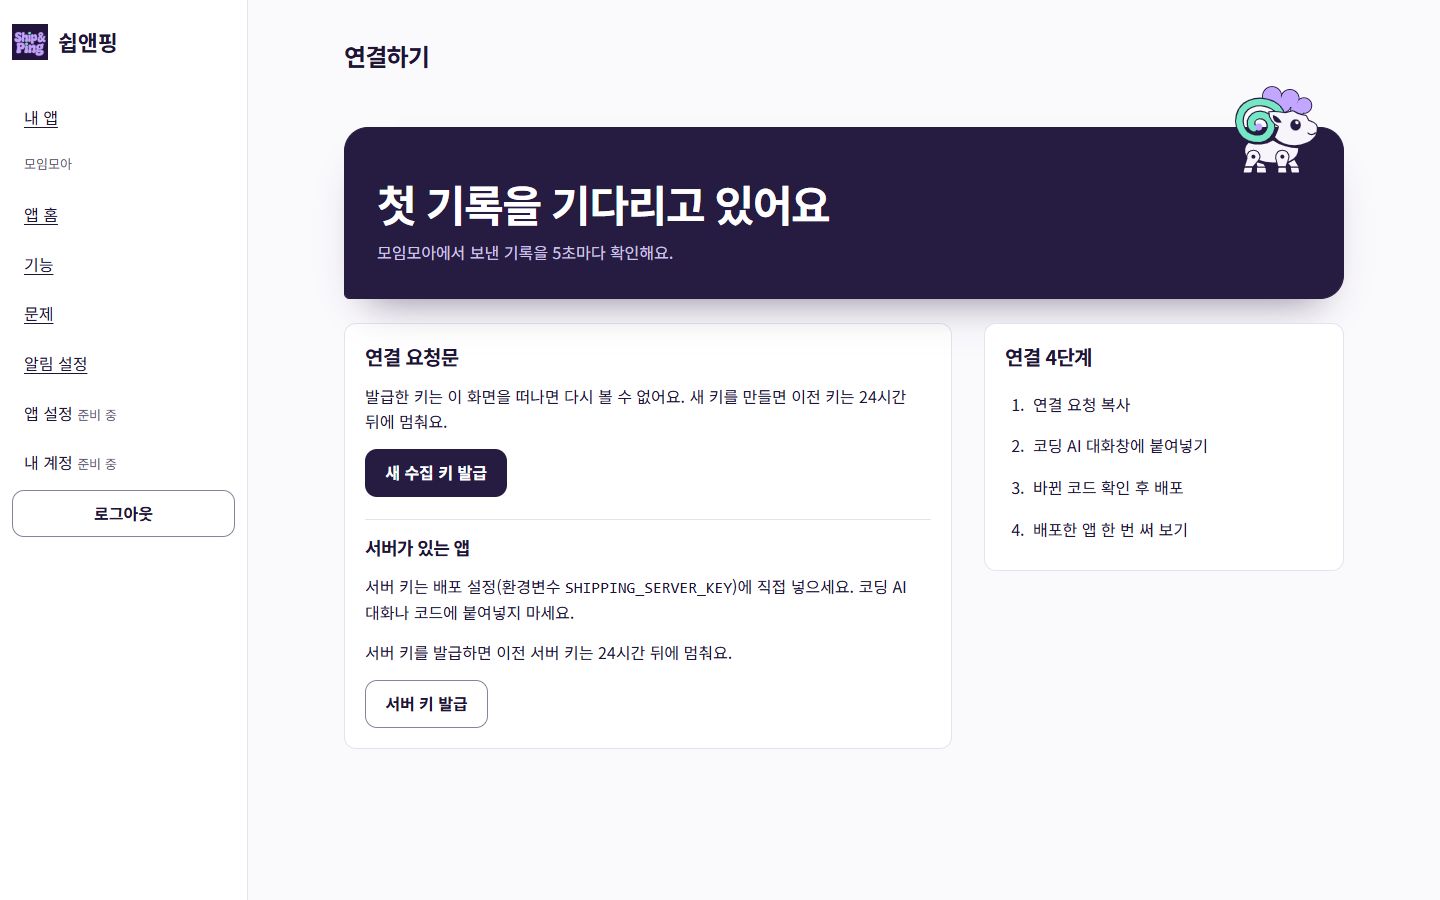 Ship&
Ping
쉽앤핑
내 앱
모임모아
앱 홈
기능
문제
알림 설정
앱 설정 준비 중
내 계정 준비 중
로그아웃
연결하기
첫 기록을 기다리고 있어요
모임모아에서 보낸 기록을 5초마다 확인해요.
연결 요청문
발급한 키는 이 화면을 떠나면 다시 볼 수 없어요. 새 키를 만들면 이전 키는 24시간
뒤에 멈춰요.
새 수집 키 발급
서버가 있는 앱
서버 키는 배포 설정(환경변수 SHIPPING_SERVER_KEY)에 직접 넣으세요. 코딩 AI
대화나 코드에 붙여넣지 마세요.
서버 키를 발급하면 이전 서버 키는 24시간 뒤에 멈춰요.
서버 키 발급
연결 4단계
1. 연결 요청 복사
2. 코딩 AI 대화창에 붙여넣기
3. 바뀐 코드 확인 후 배포
4. 배포한 앱 한 번 써 보기